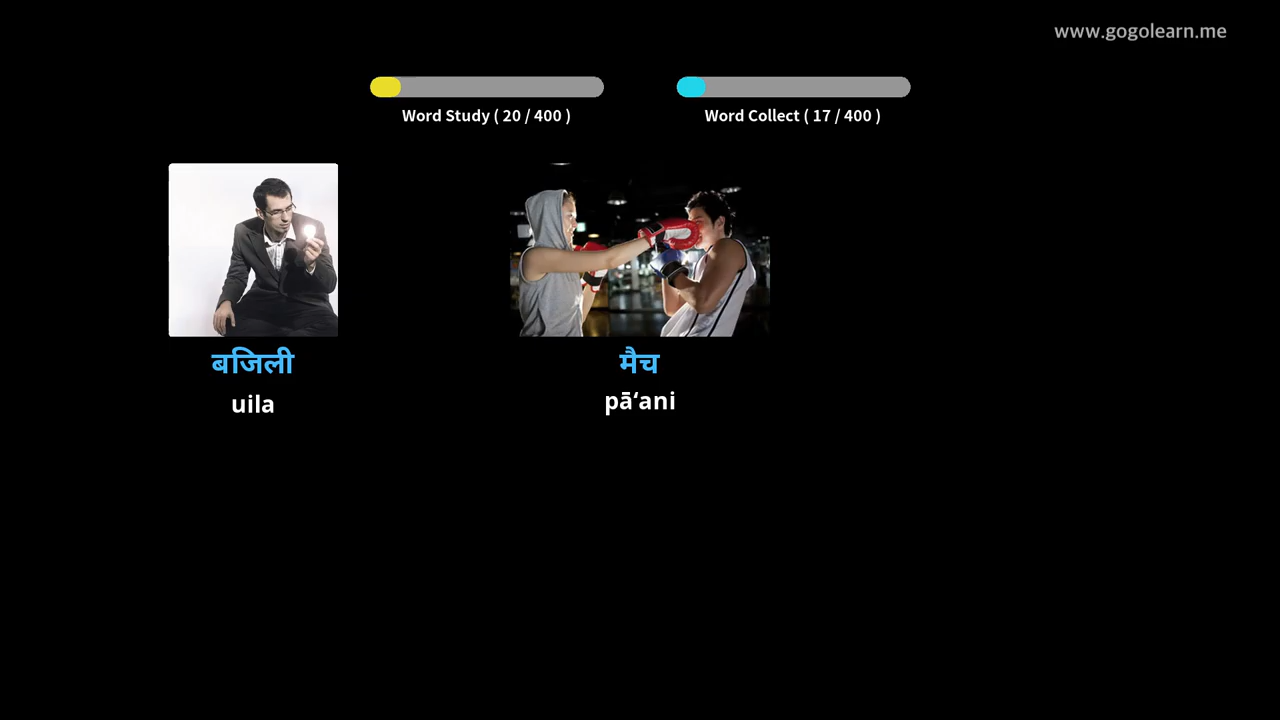 www.gogolearn.me
Word Study ( 20 / 400 )
Word Collect ( 17 / 400 )
बजिली
uila
मैच
pāʻani